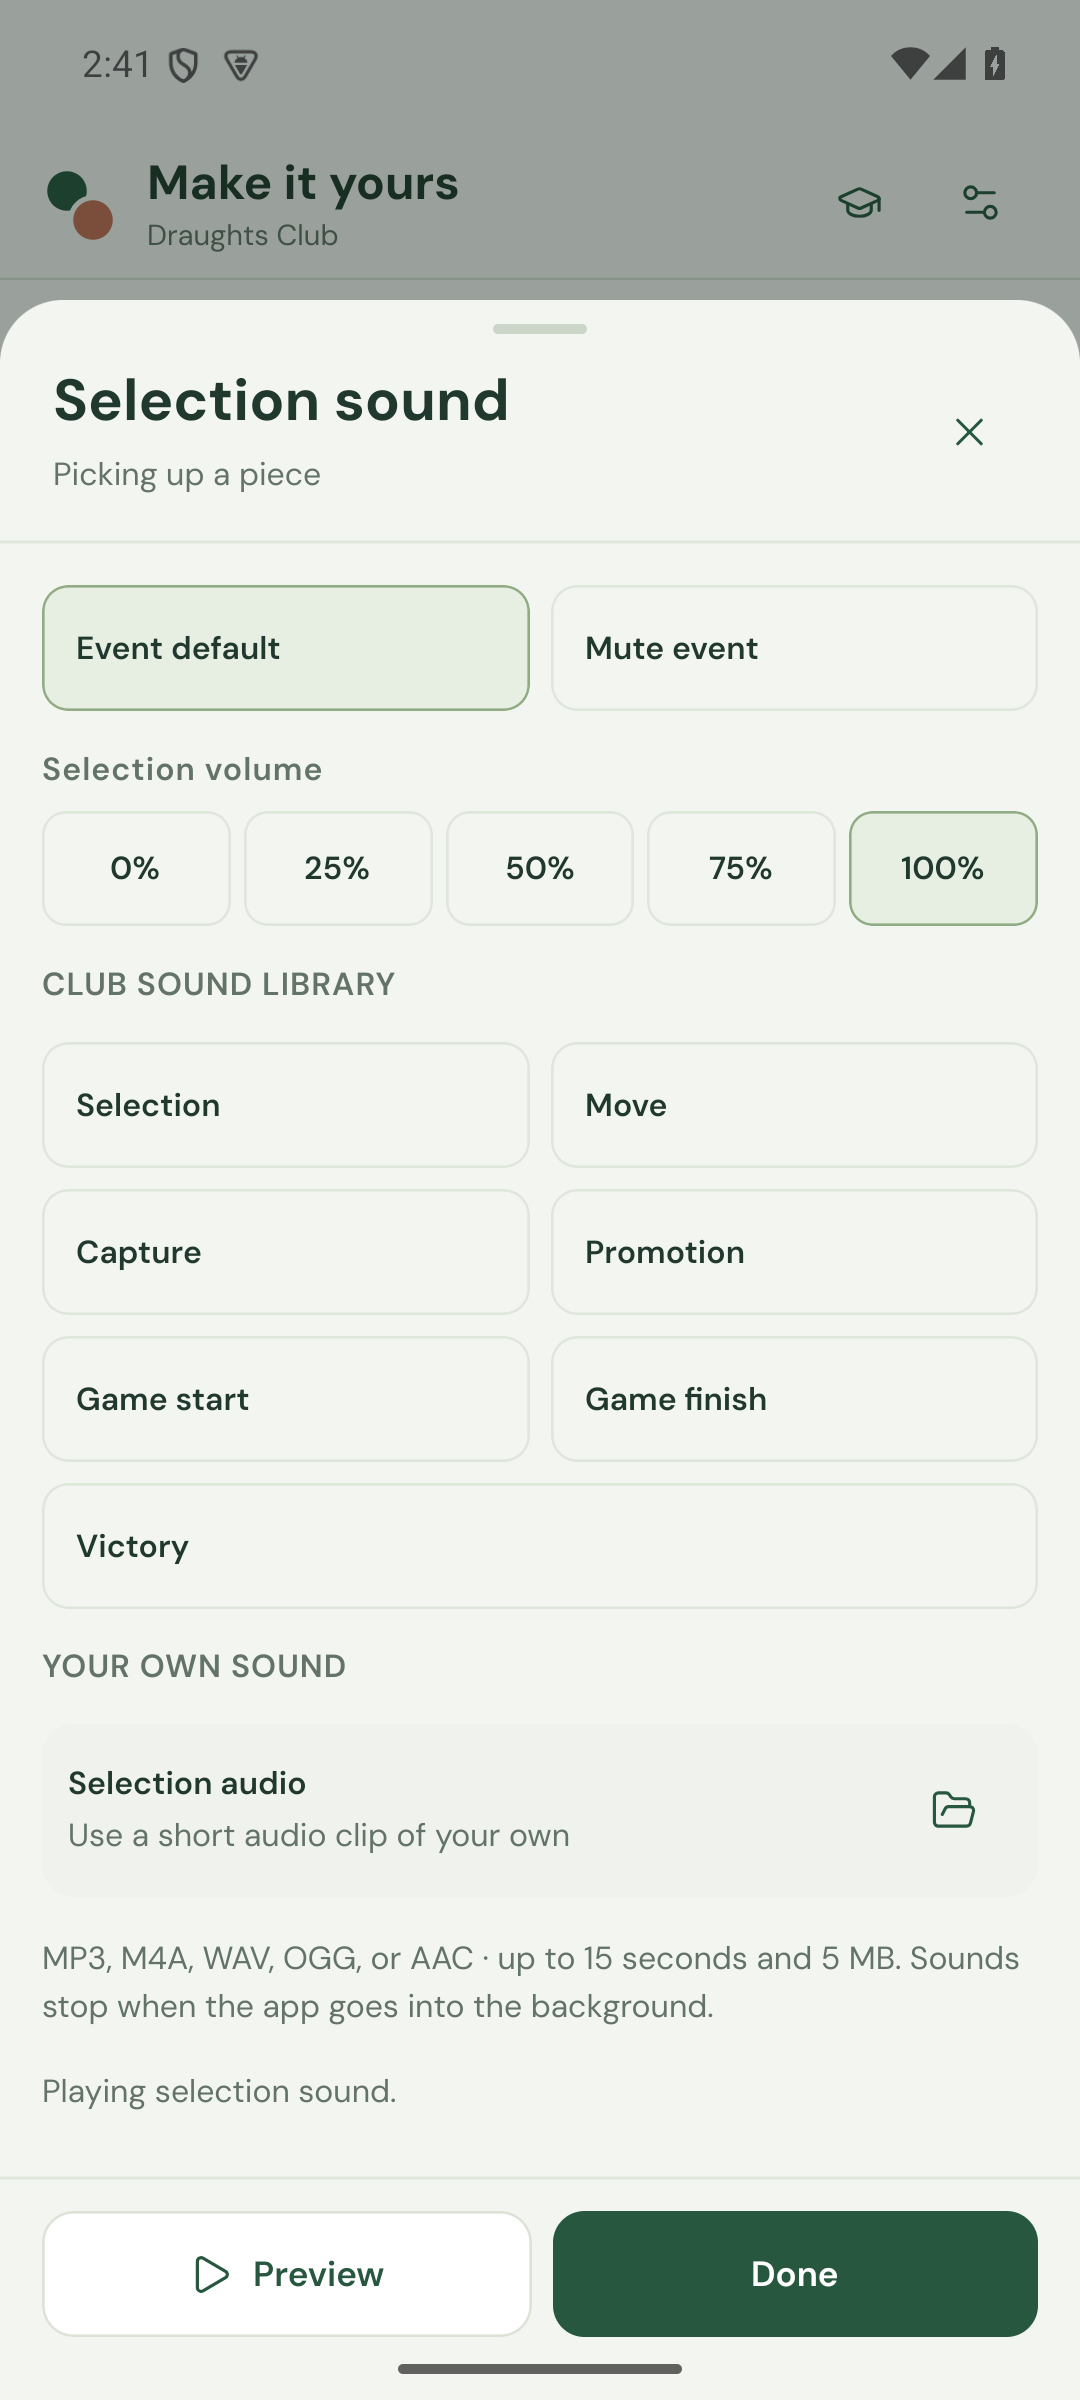 2:41
Make it yours
Draughts Club
Selection sound
Picking up a piece
Event default
Mute event
Selection volume
0%
25%
50%
75%
100%
CLUB SOUND LIBRARY
Selection
Move
Capture
Promotion
Game start
Game finish
Victory
YOUR OWN SOUND
Selection audio
Use a short audio clip of your own
MP3, M4A, WAV, OGG, or AAC · up to 15 seconds and 5 MB. Sounds
stop when the app goes into the background.
Playing selection sound.
Preview
Done